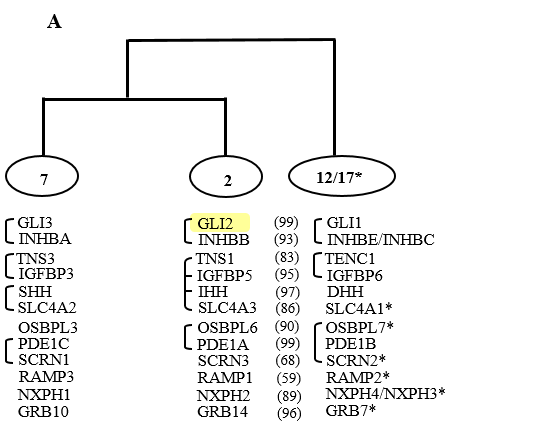 A
7 2 12/17*
GLI3 GLI2 (99) GLI1
INHBA INHBB (93) INHBE/INHBC
TNS3 TNS1 (83) TENC1
IGFBP3 IGFBP5 (95) IGFBP6
SHH IHH (97) DHH
SLC4A2 SLC4A3 (86) SLC4A1*
OSBPL3 OSBPL6 (90) OSBPL7*
PDE1C PDE1A (99) PDE1B
SCRN1 SCRN3 (68) SCRN2*
RAMP3 RAMP1 (59) RAMP2*
NXPH1 NXPH2 (89) NXPH4/NXPH3*
GRB10 GRB14 (96) GRB7*